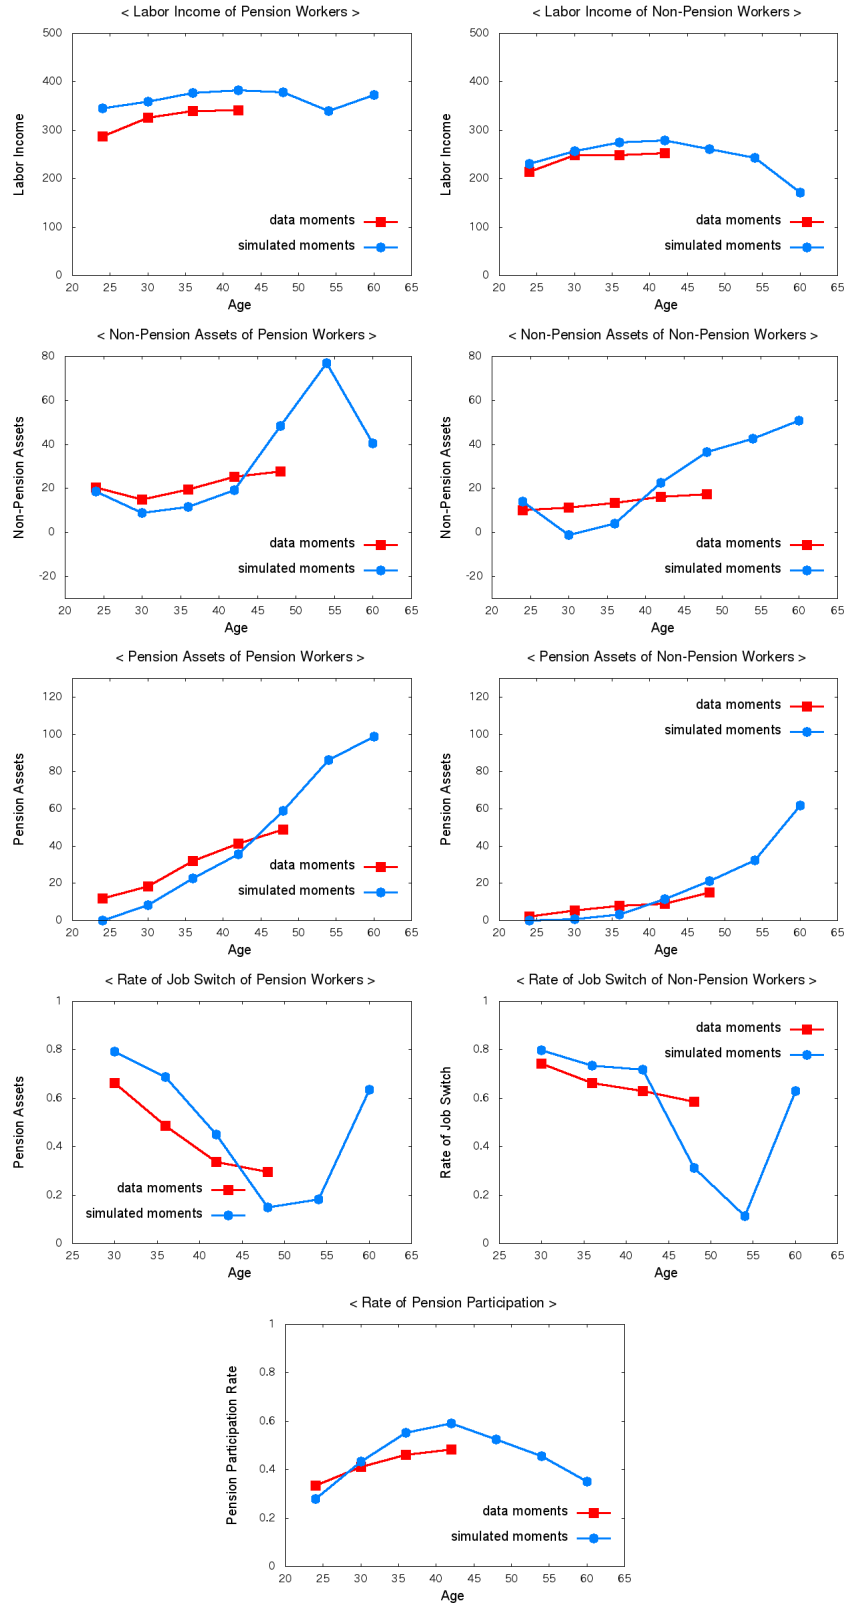 < Labor Income of Pension Workers >
500
400
300
200
100
0
Labor Income
data moments
simulated moments
20 25 30 35 40 45 50 55 60 65
Age
< Labor Income of Non-Pension Workers >
500
400
300
200
100
0
Labor Income
data moments
simulated moments
20 25 30 35 40 45 50 55 60 65
Age
< Non-Pension Assets of Pension Workers >
80
60
40
20
0
-20
Non-Pension Assets
data moments
simulated moments
20 25 30 35 40 45 50 55 60 65
Age
< Non-Pension Assets of Non-Pension Workers >
80
60
40
20
0
-20
Non-Pension Assets
data moments
simulated moments
20 25 30 35 40 45 50 55 60 65
Age
< Pension Assets of Pension Workers >
120
100
80
60
40
20
0
Pension Assets
data moments
simulated moments
20 25 30 35 40 45 50 55 60 65
Age
< Pension Assets of Non-Pension Workers >
120
100
80
60
40
20
0
Pension Assets
data moments
simulated moments
20 25 30 35 40 45 50 55 60 65
Age
< Rate of Job Switch of Pension Workers >
1
0.8
0.6
0.4
0.2
0
Pension Assets
data moments
simulated moments
25 30 35 40 45 50 55 60 65
Age
< Rate of Job Switch of Non-Pension Workers >
1
0.8
0.6
0.4
0.2
0
Rate of Job Switch
data moments
simulated moments
25 30 35 40 45 50 55 60 65
Age
< Rate of Pension Participation >
1
0.8
0.6
0.4
0.2
0
Pension Participation Rate
data moments
simulated moments
20 25 30 35 40 45 50 55 60 65
Age